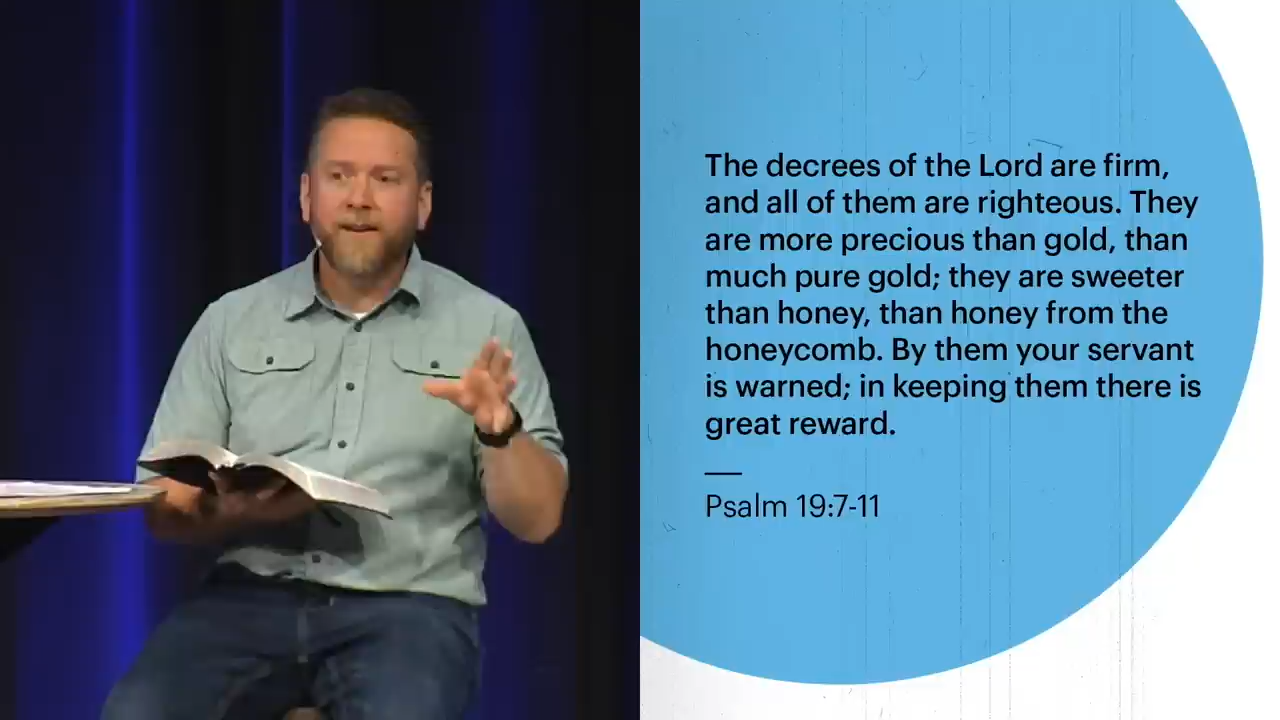 The decrees of the Lord are firm,
and all of them are righteous. They
are more precious than gold, than
much pure gold; they are sweeter
than honey, than honey from the
honeycomb. By them your servant
is warned; in keeping them there is
great reward.
Psalm 19:7-11